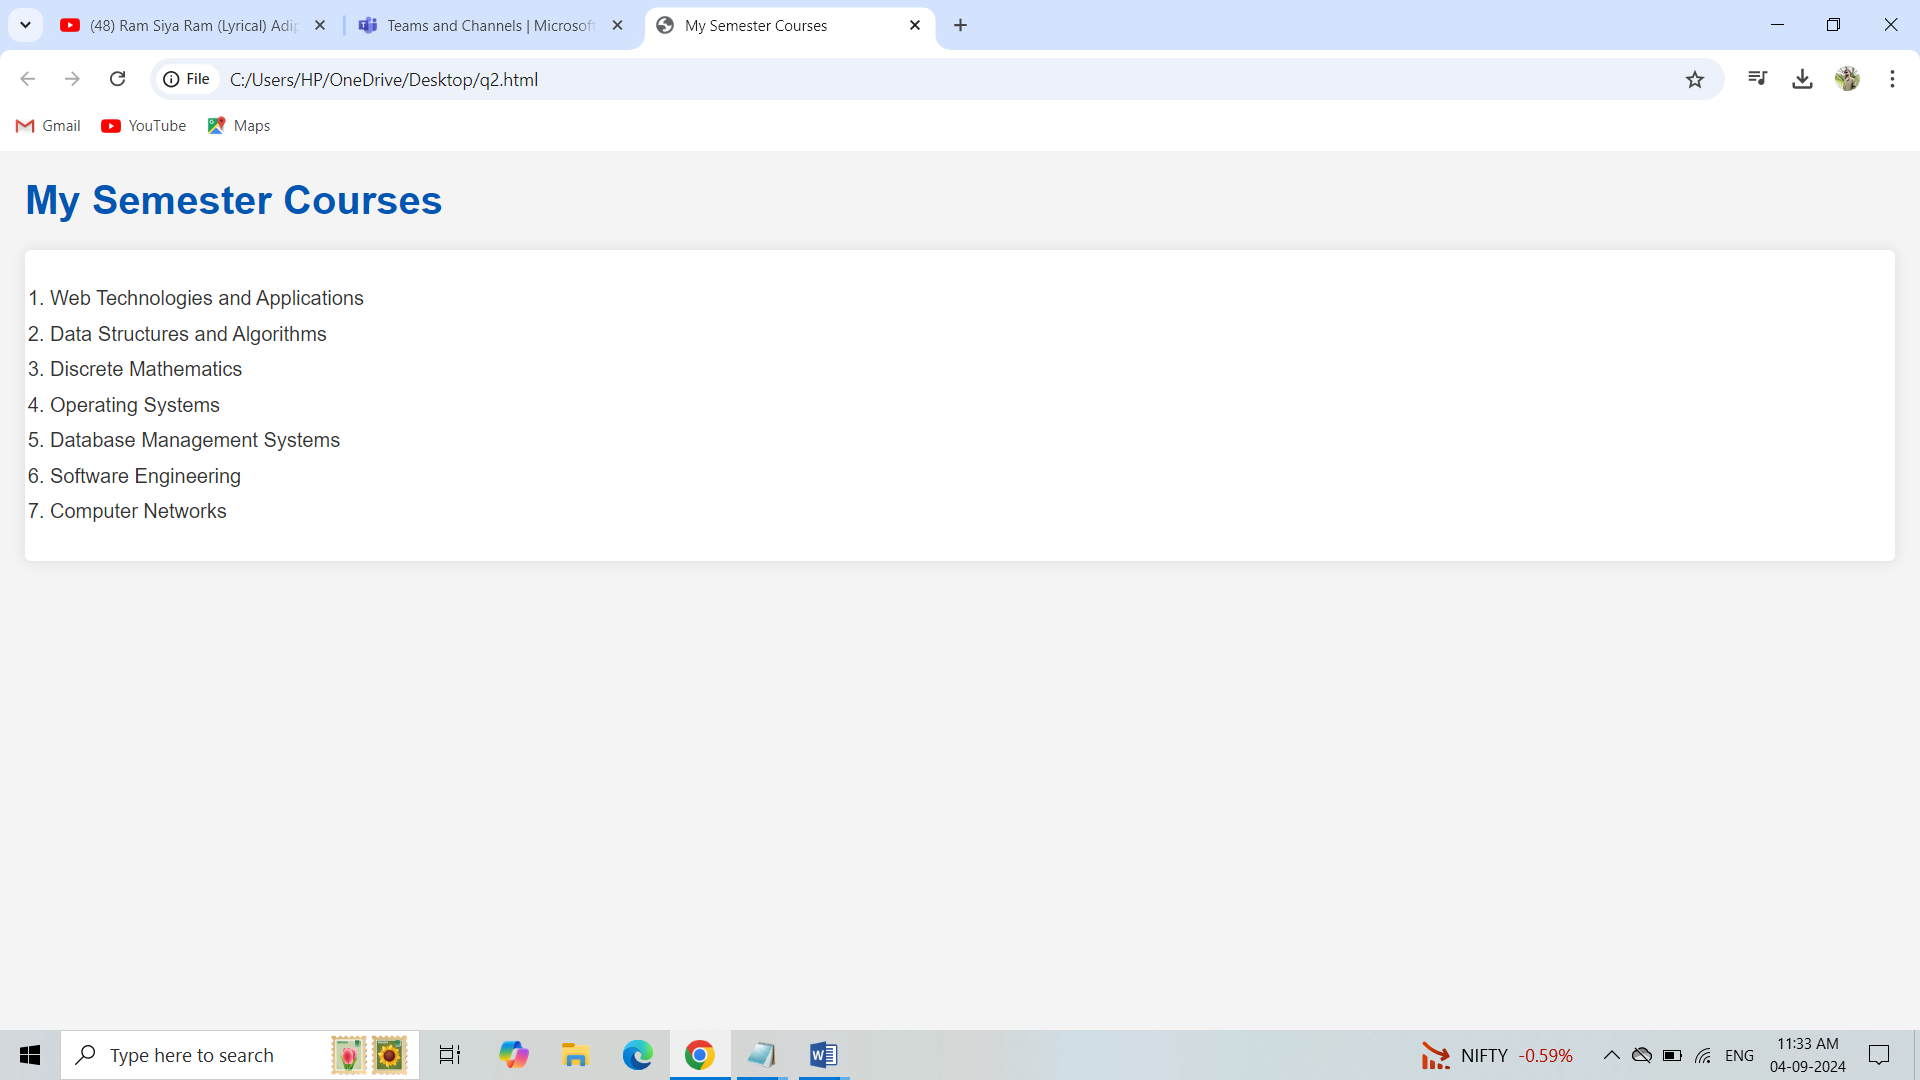 (48) Ram Siya Ram (Lyrical) Adip
Teams and Channels | Microsoft
My Semester Courses
File
C:/Users/HP/OneDrive/Desktop/q2.html
Gmail
YouTube
Maps
My Semester Courses
1. Web Technologies and Applications
2. Data Structures and Algorithms
3. Discrete Mathematics
4. Operating Systems
5. Database Management Systems
6. Software Engineering
7. Computer Networks
Type here to search
NIFTY -0.59%
ENG
11:33 AM
04-09-2024